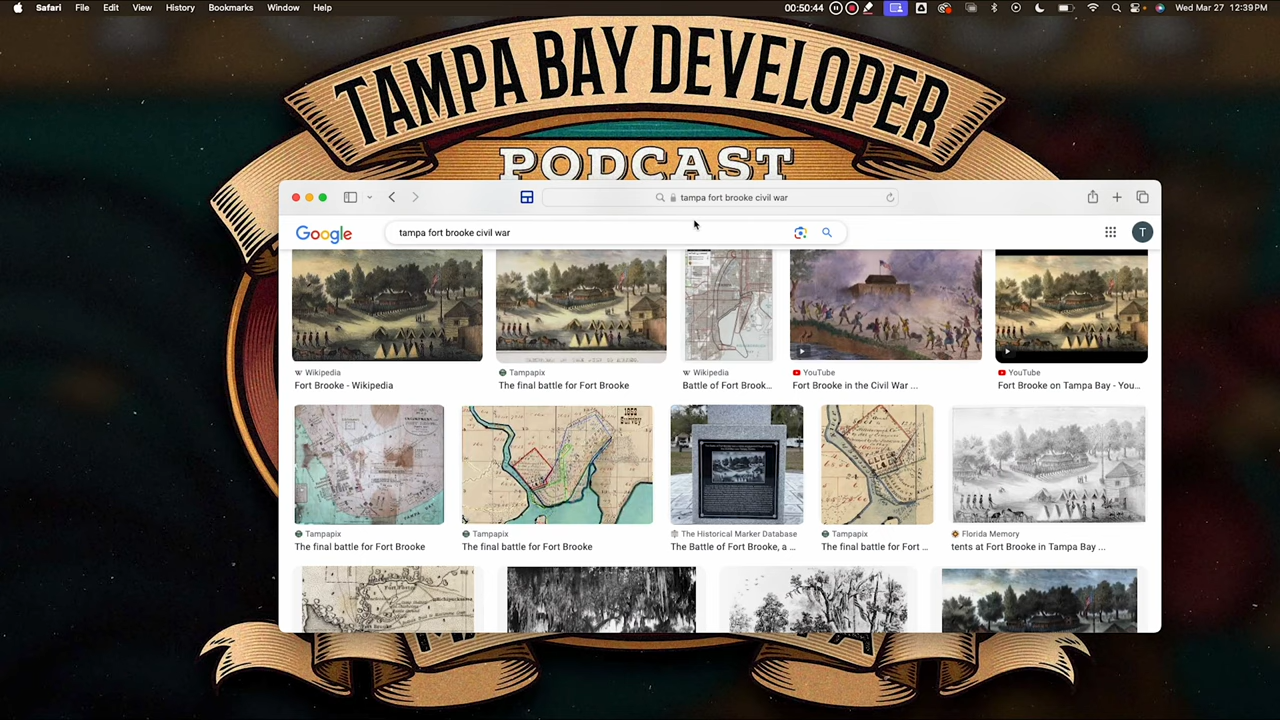 Safari File Edit View History Bookmarks Window Help 00:50:44 Wed Mar 27 12:39 PM
TAMPA BAY DEVELOPER
PODCAST
tampa fort brooke civil war
Google tampa fort brooke civil war T
W Wikipedia
Fort Brooke - Wikipedia
Tampapix
The final battle for Fort Brooke
W Wikipedia
Battle of Fort Brook...
YouTube
Fort Brooke in the Civil War ...
YouTube
Fort Brooke on Tampa Bay - You...
Survey
Tampapix
The final battle for Fort Brooke
Tampapix
The final battle for Fort Brooke
The Historical Marker Database
The Battle of Fort Brooke, a ...
Tampapix
The final battle for Fort ...
Florida Memory
tents at Fort Brooke in Tampa Bay ...